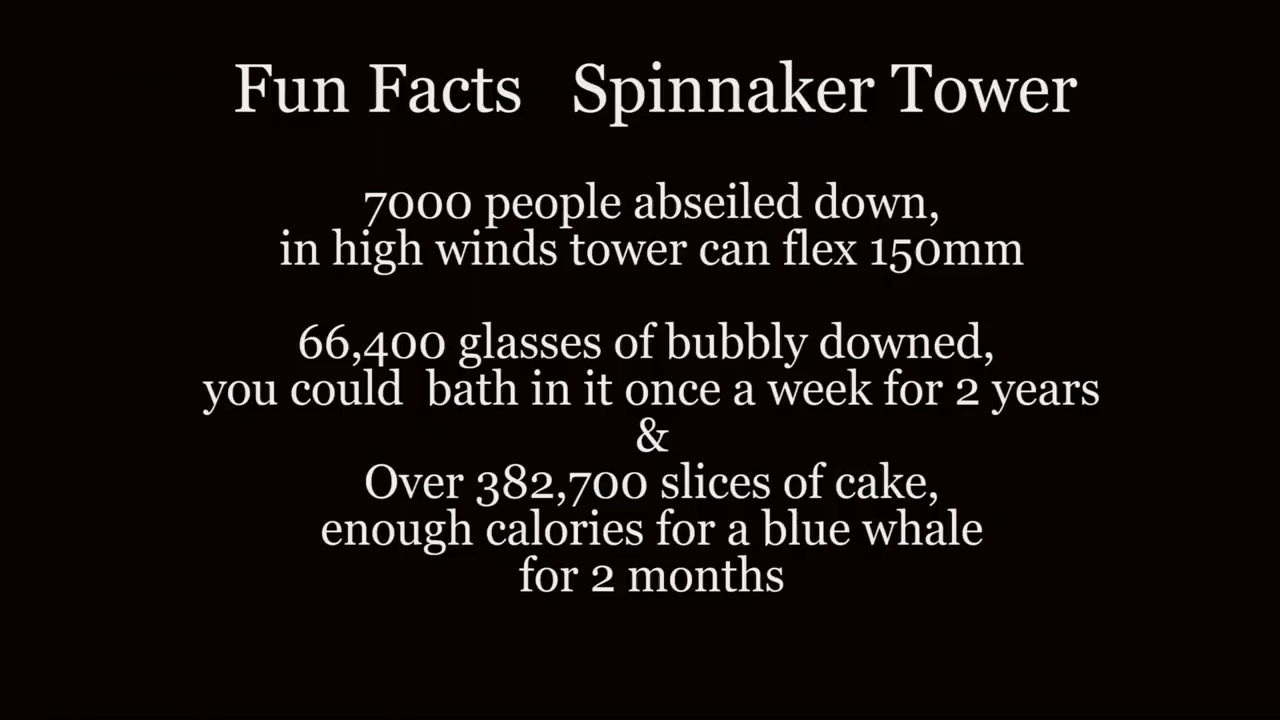 Fun Facts   Spinnaker Tower
7000 people abseiled down,
in high winds tower can flex 150mm
66,400 glasses of bubbly downed,
you could  bath in it once a week for 2 years
&
Over 382,700 slices of cake,
enough calories for a blue whale
for 2 months